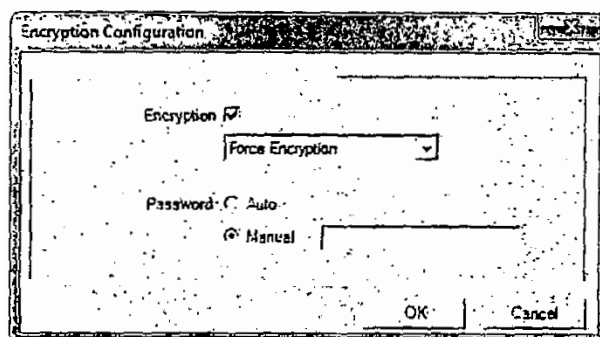 Encryption Configuration
Encryption
Force Encryption
Password: Auto
Manual
OK Cancel